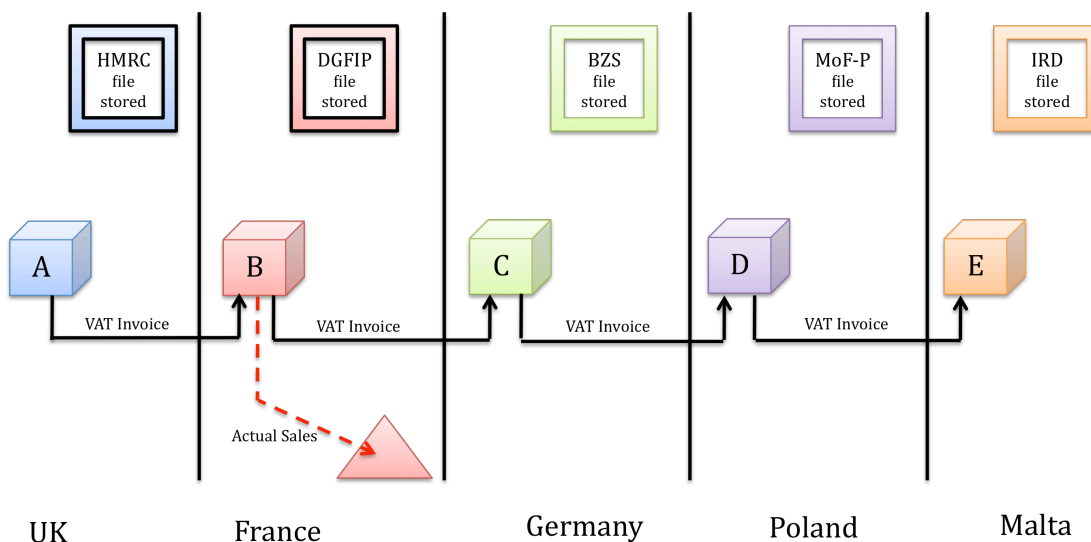 HMRC
file
stored
DGFIP
file
stored
BZS
file
stored
MoF-P
file
stored
IRD
file
stored
A
B
C
D
E
VAT Invoice
VAT Invoice
VAT Invoice
VAT Invoice
Actual Sales
UK
France
Germany
Poland
Malta